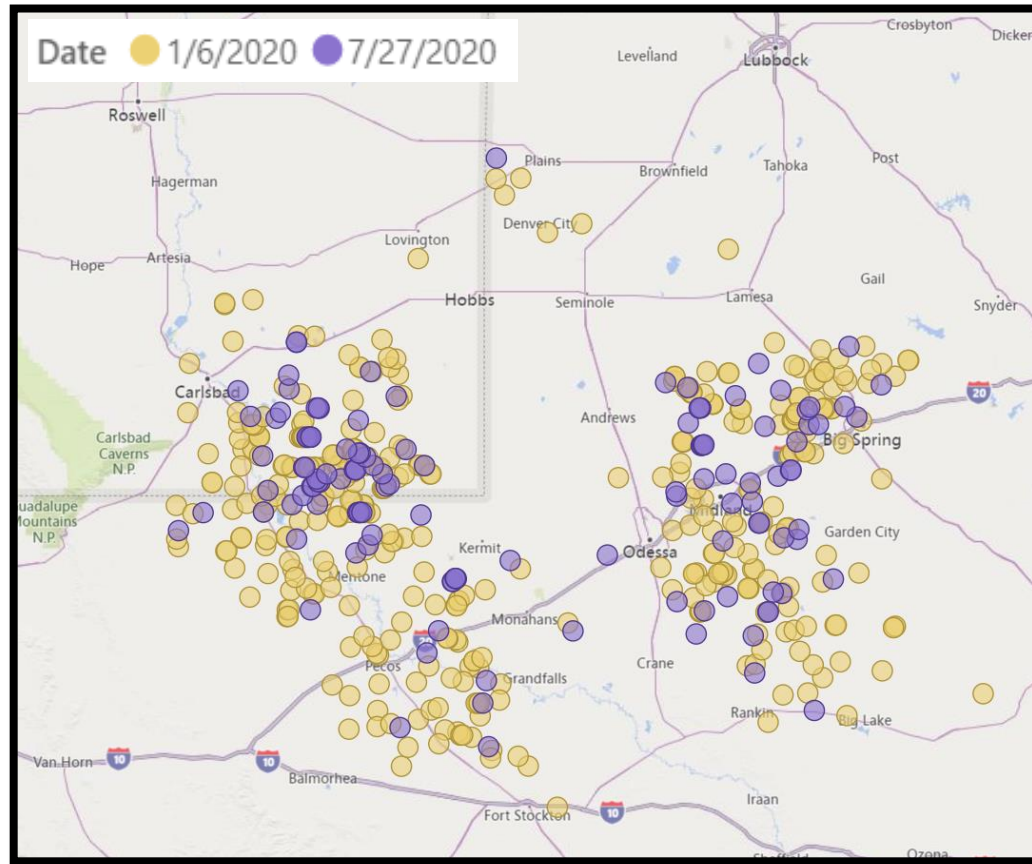 Date 1/6/2020 7/27/2020
Crosbyton
Dicker
Levelland
Lubbock
Roswell
Post
Plains
Tahoka
Brownfield
Hagerman
Denver City
Lovington
Artesia
Hope
Gail
Hobbs
Seminole
Lamesa
Snyder
Carlsbad
20
Andrews
Carlsbad
Caverns
N.P.
Big Spring
uadalupe
Mountains
N.P.
Midland
Garden City
Odessa
Kermit
Mentone
Monahans
20
Pecos
Crane
Grandfalls
Rankin
Big Lake
Van Horn
10
10
Balmorhea
Iraan
Fort Stockton
10
Sheffield
Ozona